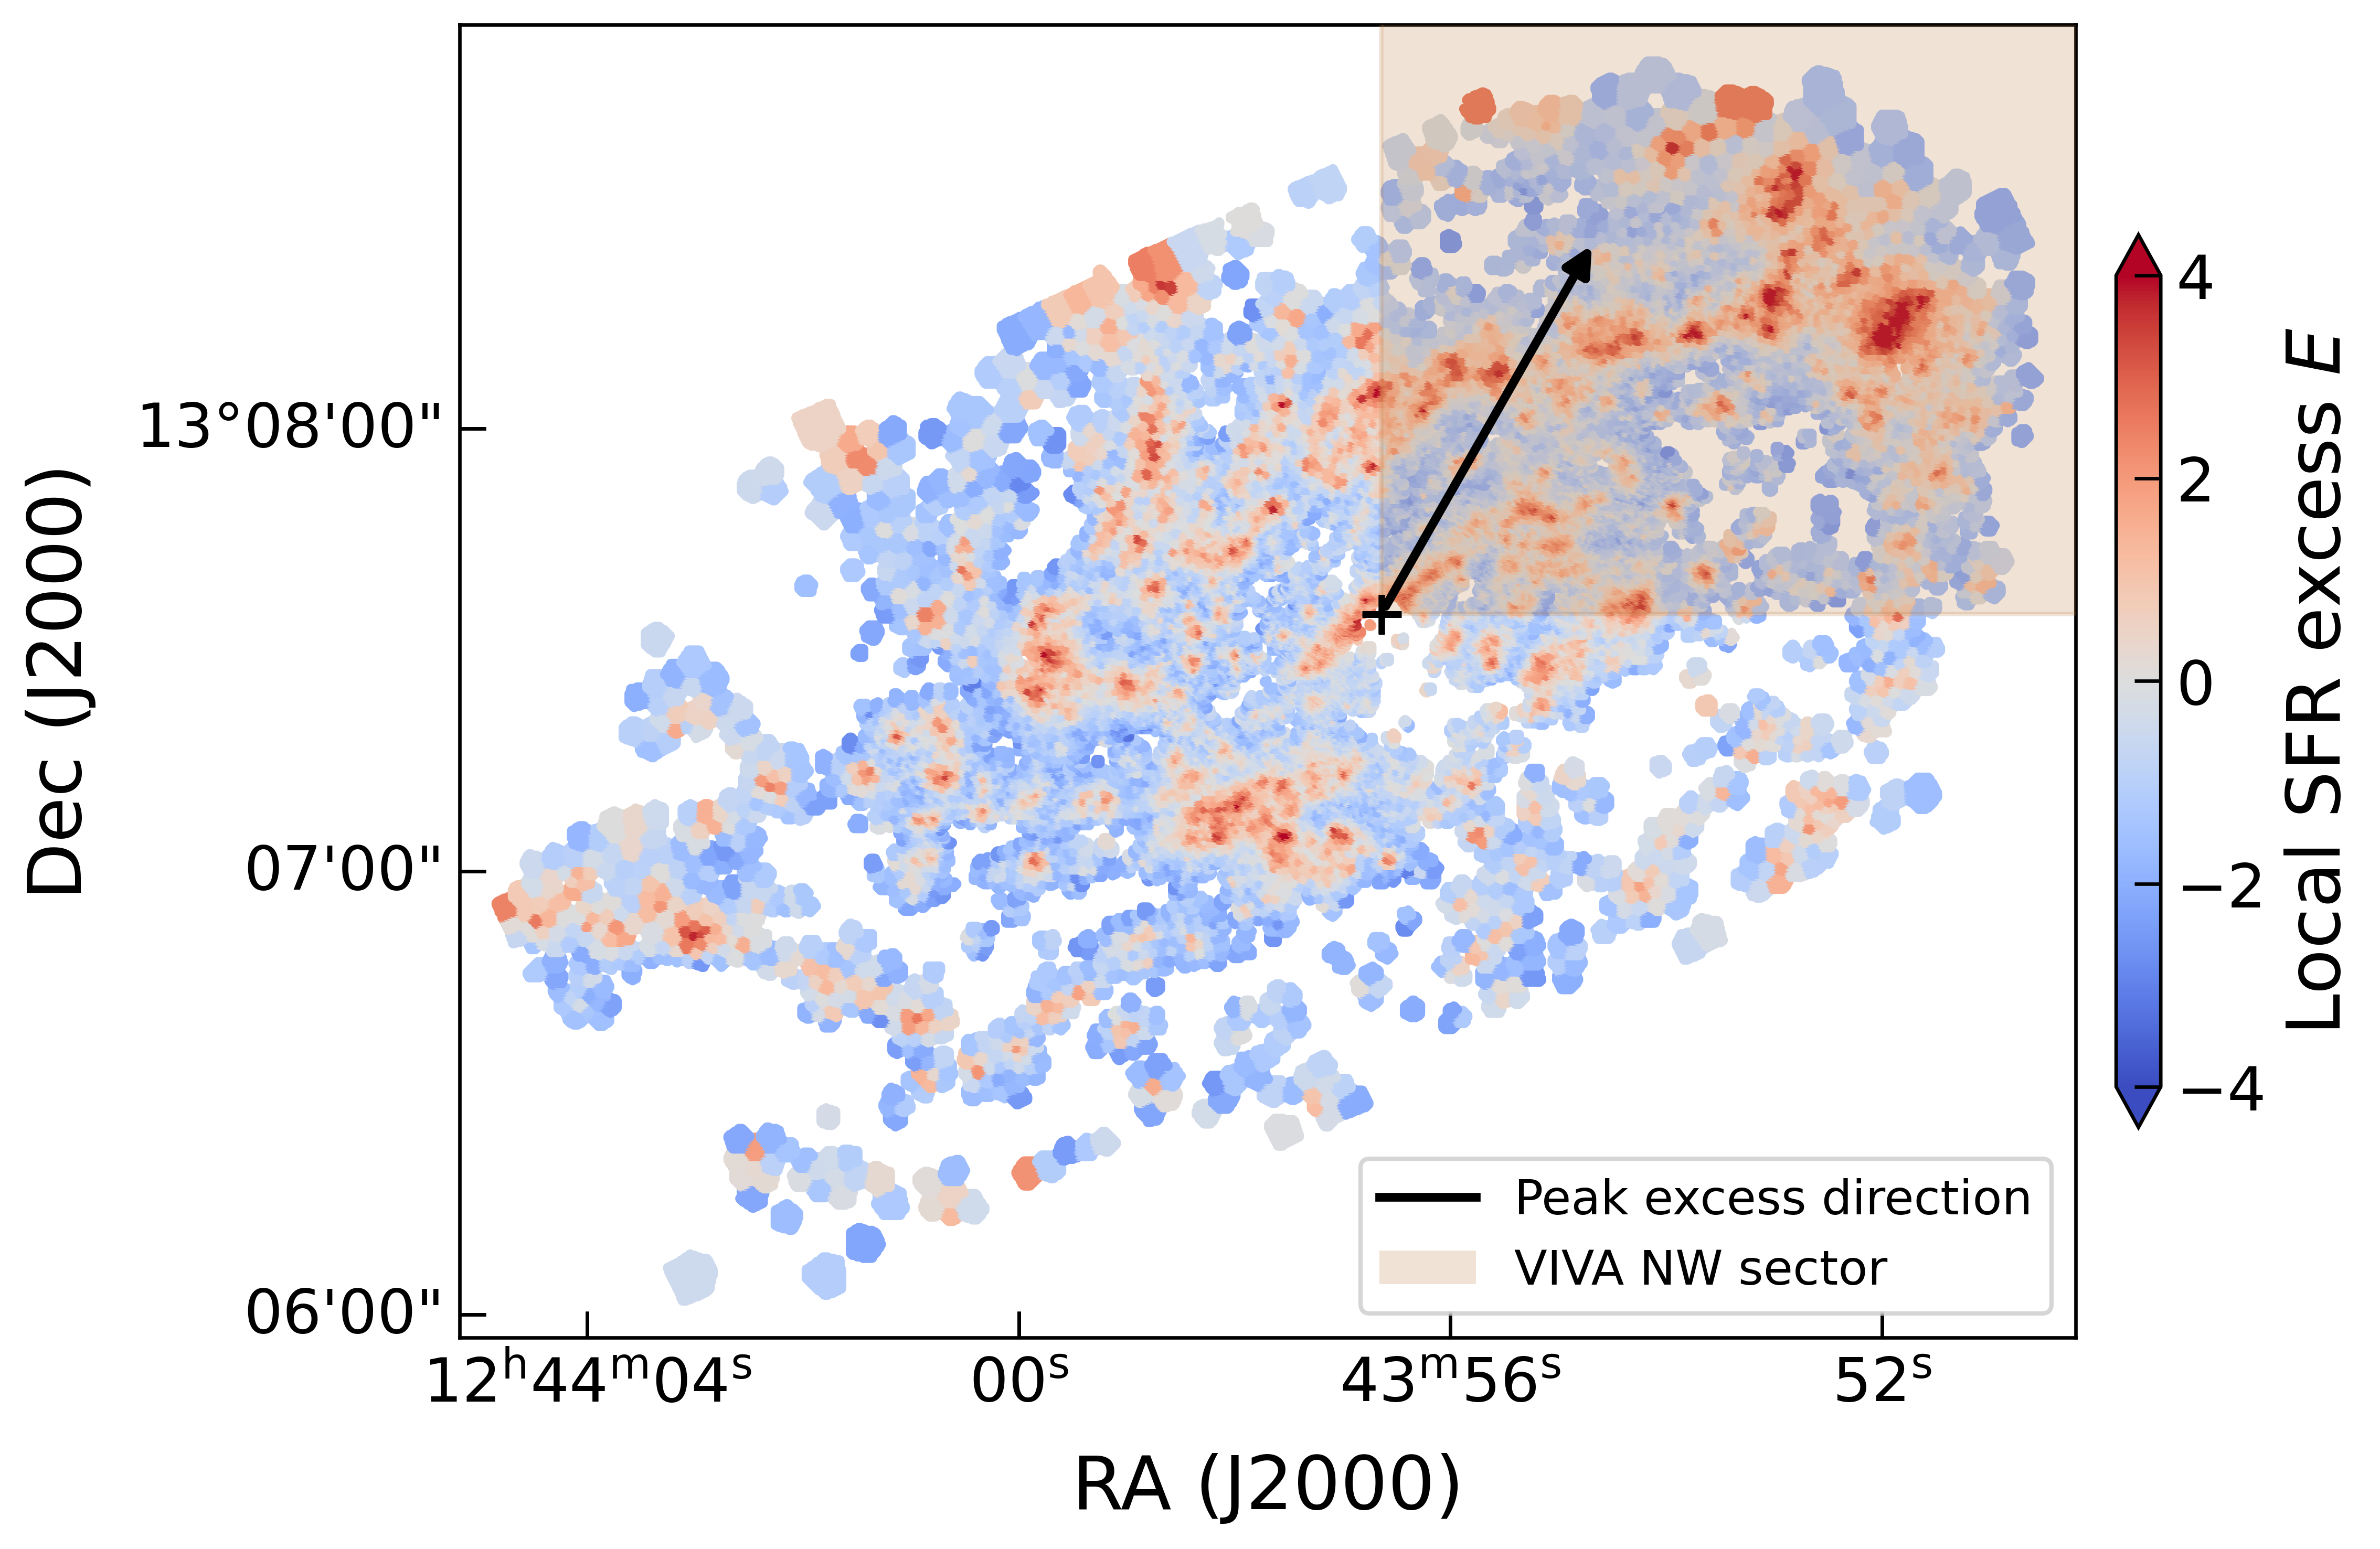 Dec (J2000)
13°08'00"
07'00"
06'00"
12ʰ44ᵐ04ˢ
00ˢ
43ᵐ56ˢ
52ˢ
RA (J2000)
Peak excess direction
VIVA NW sector
4
2
0
−2
−4
Local SFR excess E